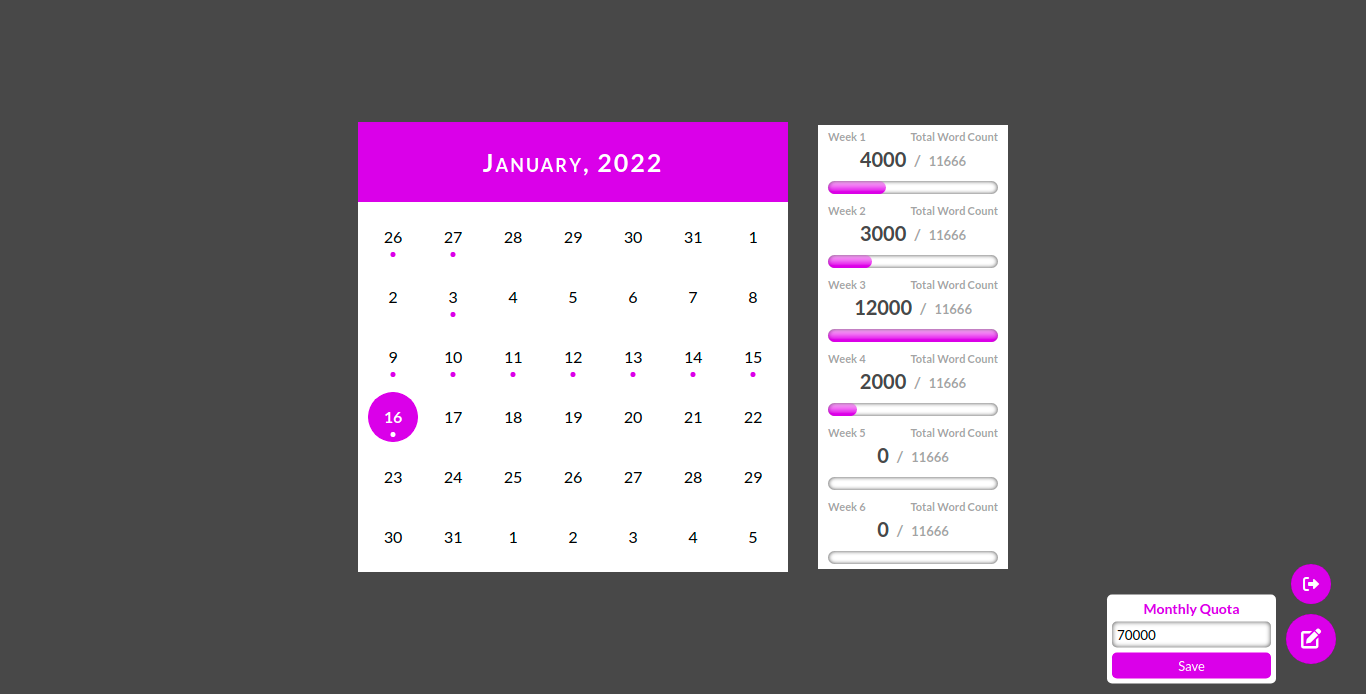 January, 2022
26 27 28 29 30 31 1
2 3 4 5 6 7 8
9 10 11 12 13 14 15
16 17 18 19 20 21 22
23 24 25 26 27 28 29
30 31 1 2 3 4 5
Week 1 Total Word Count
4000 / 11666
Week 2 Total Word Count
3000 / 11666
Week 3 Total Word Count
12000 / 11666
Week 4 Total Word Count
2000 / 11666
Week 5 Total Word Count
0 / 11666
Week 6 Total Word Count
0 / 11666
Monthly Quota
70000
Save